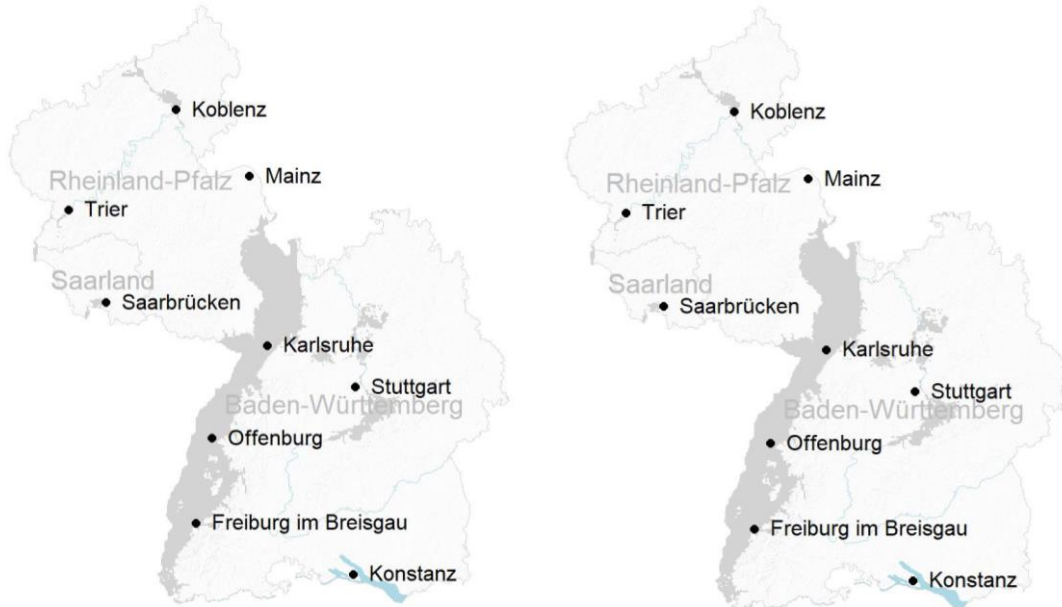 Koblenz
Mainz
Rheinland-Pfalz
Trier
Saarland
Saarbrücken
Karlsruhe
Stuttgart
Baden-Württemberg
Offenburg
Freiburg im Breisgau
Konstanz
Koblenz
Mainz
Rheinland-Pfalz
Trier
Saarland
Saarbrücken
Karlsruhe
Stuttgart
Baden-Württemberg
Offenburg
Freiburg im Breisgau
Konstanz